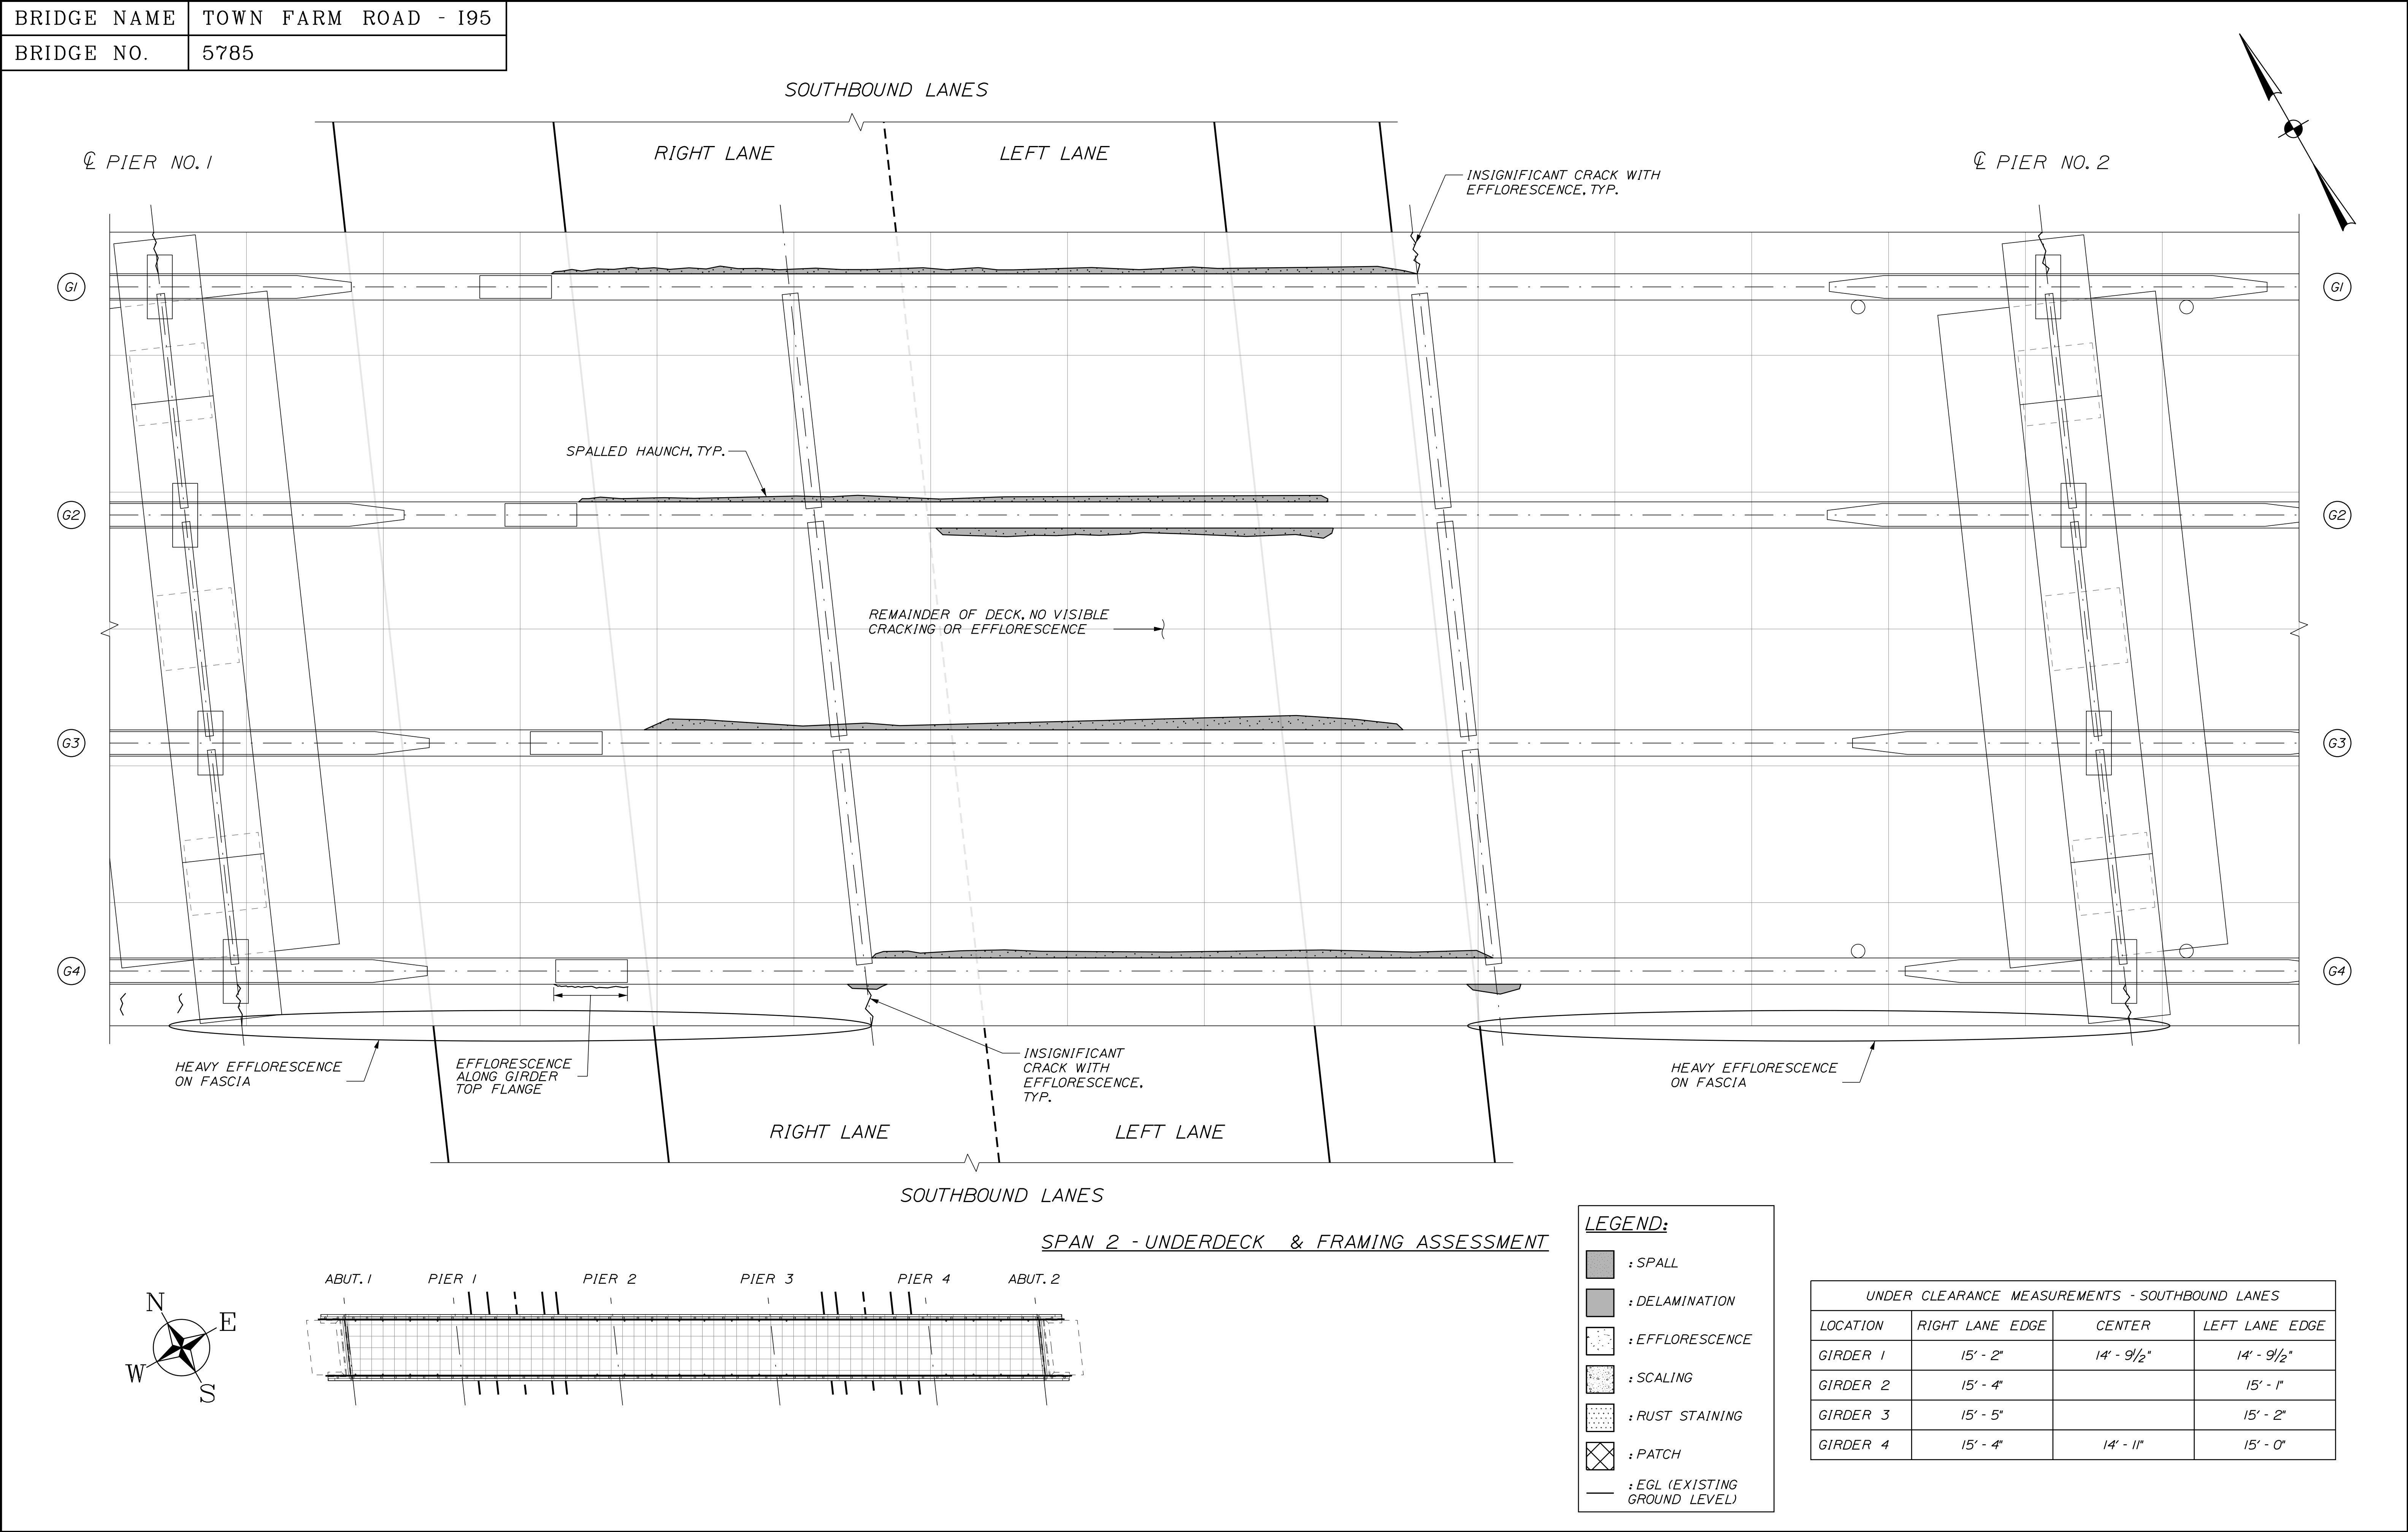 BRIDGE NAME TOWN FARM ROAD - I95
BRIDGE NO. 5785
SOUTHBOUND LANES
RIGHT LANE LEFT LANE
℄ PIER NO. 1
℄ PIER NO. 2
INSIGNIFICANT CRACK WITH
EFFLORESCENCE, TYP.
G1 G1
SPALLED HAUNCH, TYP.
G2 G2
REMAINDER OF DECK, NO VISIBLE
CRACKING OR EFFLORESCENCE
G3 G3
G4 G4
HEAVY EFFLORESCENCE
ON FASCIA
EFFLORESCENCE
ALONG GIRDER
TOP FLANGE
INSIGNIFICANT
CRACK WITH
EFFLORESCENCE,
TYP.
HEAVY EFFLORESCENCE
ON FASCIA
RIGHT LANE LEFT LANE
SOUTHBOUND LANES
SPAN 2 - UNDERDECK & FRAMING ASSESSMENT
N
E
W
S
ABUT. 1 PIER 1 PIER 2 PIER 3 PIER 4 ABUT. 2
LEGEND:
: SPALL
: DELAMINATION
: EFFLORESCENCE
: SCALING
: RUST STAINING
: PATCH
: EGL (EXISTING
GROUND LEVEL)
UNDER CLEARANCE MEASUREMENTS - SOUTHBOUND LANES
LOCATION RIGHT LANE EDGE CENTER LEFT LANE EDGE
GIRDER 1 15' - 2" 14' - 9 1/2" 14' - 9 1/2"
GIRDER 2 15' - 4" 15' - 1"
GIRDER 3 15' - 5" 15' - 2"
GIRDER 4 15' - 4" 14' - 11" 15' - 0"